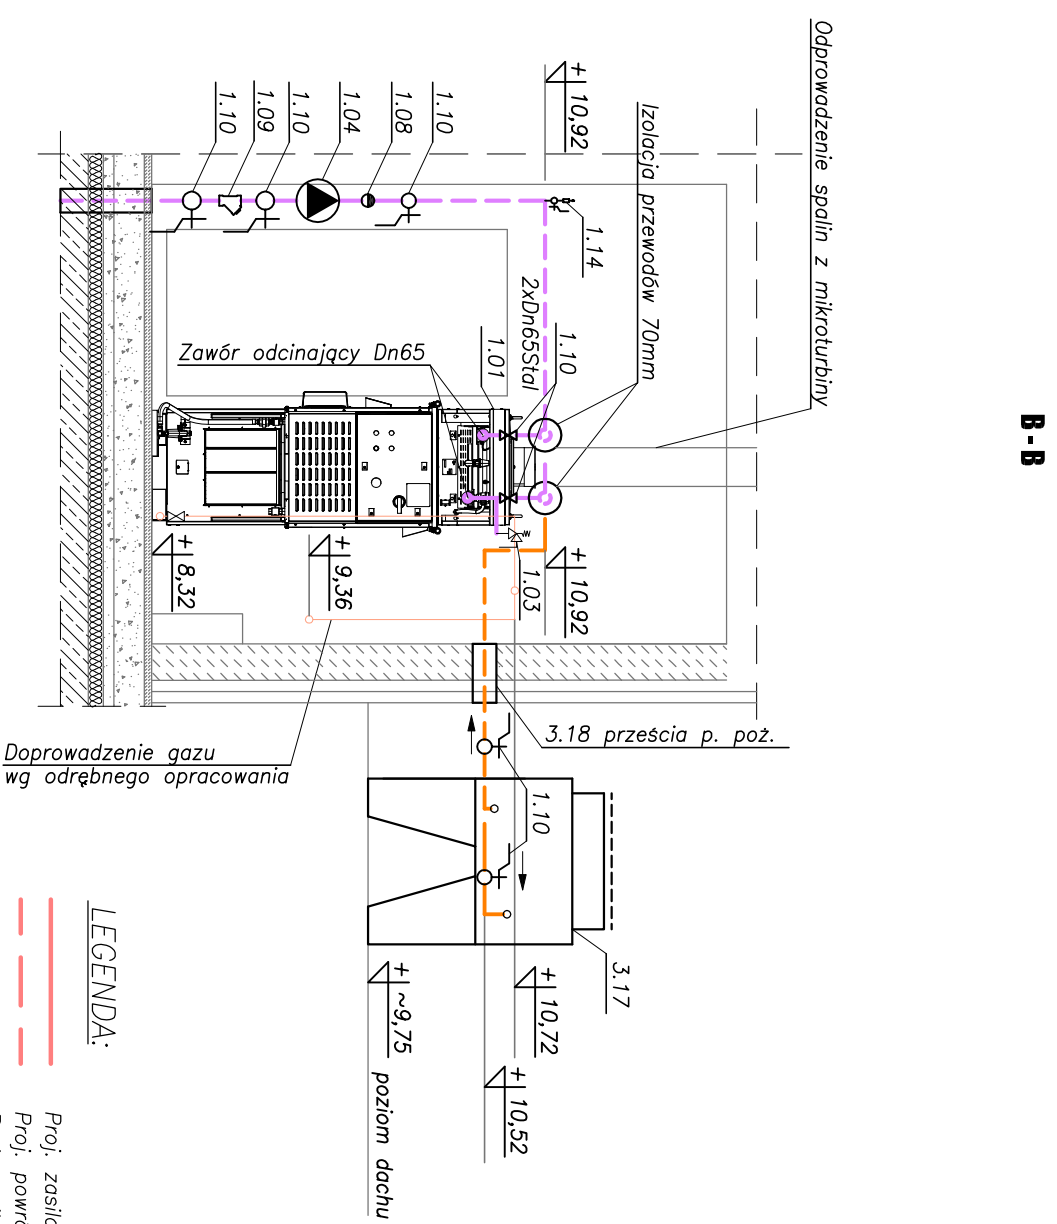 B - B
Odprowadzenie spalin z mikroturbiny
Izolacja przewodów 70mm
+ 10,92
1.10
1.08
1.04
1.10
1.09
1.10
1.14
2xDn65Stal
1.10
1.01
Zawór odcinający Dn65
+ 10,92
1.03
+ 9,36
+ 8,32
3.18 prześcia p. poż.
Doprowadzenie gazu
wg odrębnego opracowania
1.10
3.17
+ 10,72
+ ~9,75
+ 10,52
poziom dachu
LEGENDA:
Proj.
Proj.